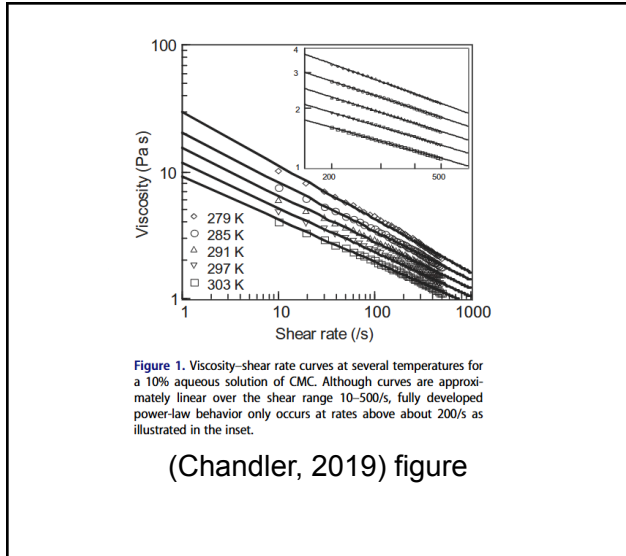 100
10
1
Viscosity (Pa s)
1
10
100
1000
Shear rate (/s)
279 K
285 K
291 K
297 K
303 K
4
3
2
1
200
500
Figure 1. Viscosity–shear rate curves at several temperatures for
a 10% aqueous solution of CMC. Although curves are approxi-
mately linear over the shear range 10–500/s, fully developed
power-law behavior only occurs at rates above about 200/s as
illustrated in the inset.
(Chandler, 2019) figure